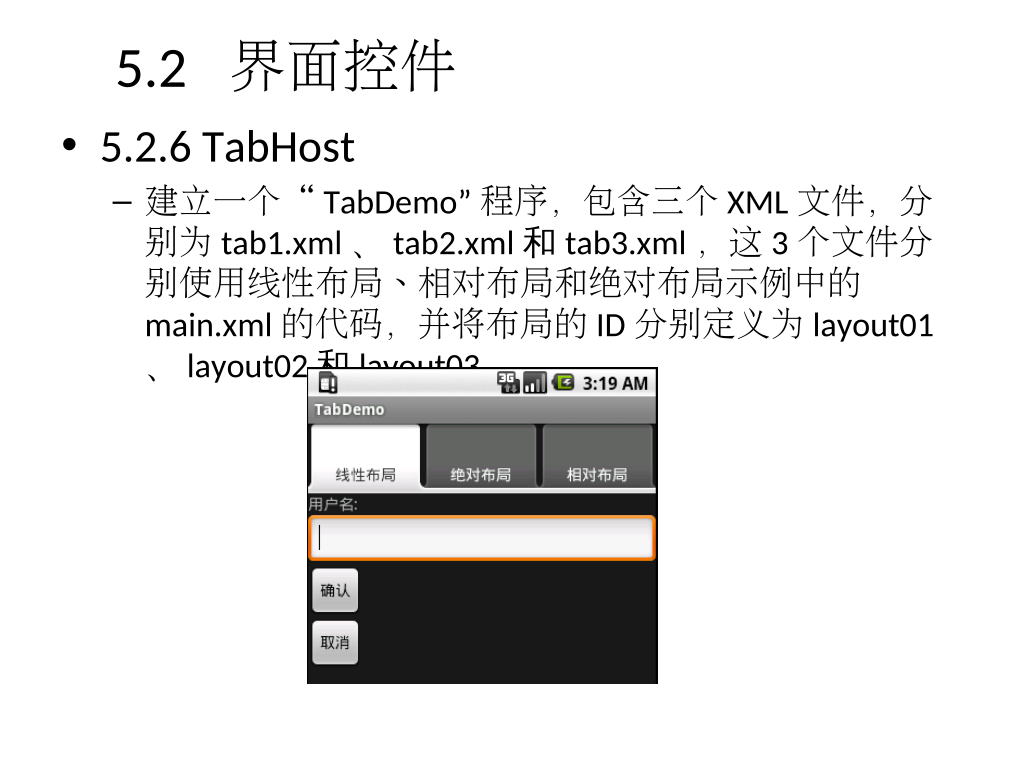 5.2 界面控件
• 5.2.6 TabHost
– 建立一个“ TabDemo” 程序，包含三个 XML 文件，分
别为 tab1.xml 、 tab2.xml 和 tab3.xml ，这 3 个文件分
别使用线性布局、相对布局和绝对布局示例中的
main.xml 的代码，并将布局的 ID 分别定义为 layout01
、 layout02 和 layout03
3G 3:19 AM
TabDemo
线性布局 绝对布局 相对布局
用户名:
确认
取消